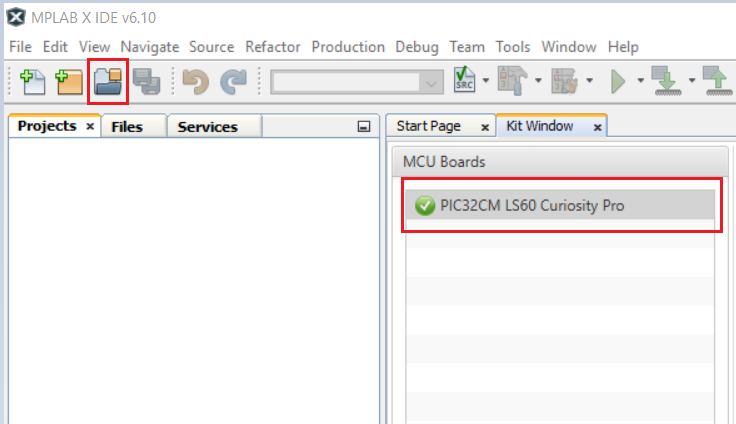 MPLAB X IDE v6.10
File Edit View Navigate Source Refactor Production Debug Team Tools Window Help
SRC
Projects x Files Services Start Page x Kit Window x
MCU Boards
PIC32CM LS60 Curiosity Pro